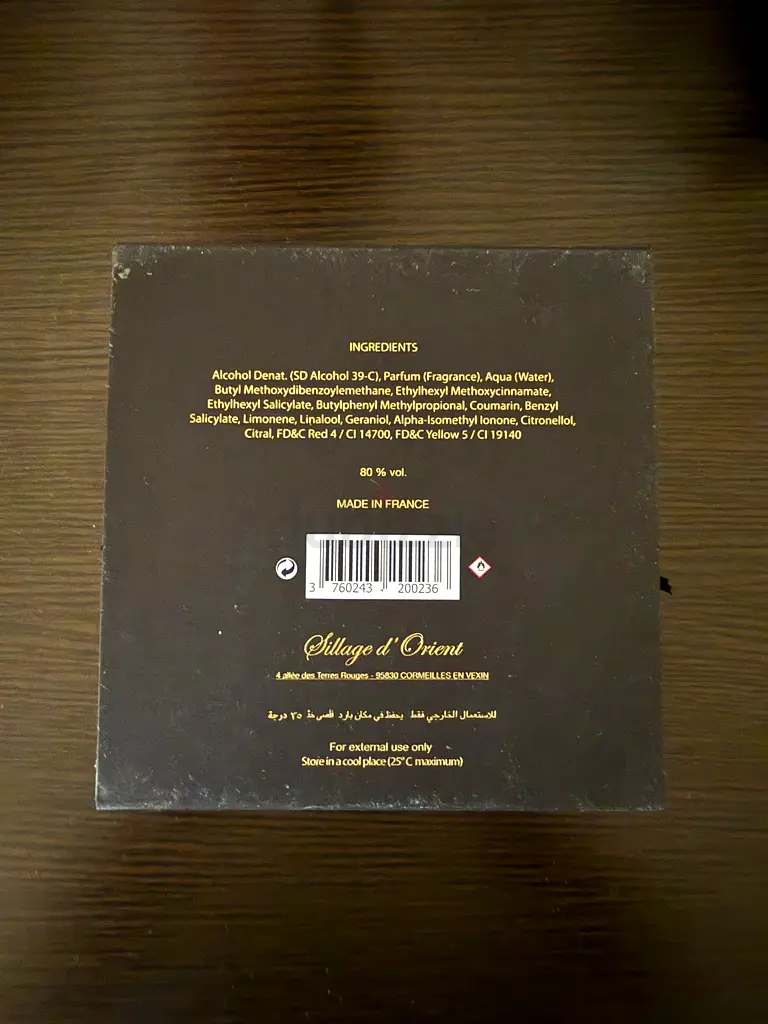 INGREDIENTS
Alcohol Denat. (SD Alcohol 39-C), Parfum (Fragrance), Aqua (Water),
Butyl Methoxydibenzoylemethane, Ethylhexyl Methoxycinnamate,
Ethylhexyl Salicylate, Butylphenyl Methylpropional, Coumarin, Benzyl
Salicylate, Limonene, Linalool, Geraniol, Alpha-Isomethyl Ionone, Citronellol,
Citral, FD&C Red 4 / CI 14700, FD&C Yellow 5 / CI 19140
80 % vol.
MADE IN FRANCE
3 760243 200236
Sillage d' Orient
4 allée des Terres Rouges - 95830 CORMEILLES EN VEXIN
للاستعمال الخارجي فقط يحفظ في مكان بارد درجة
For external use only
Store in a cool place (25° C maximum)